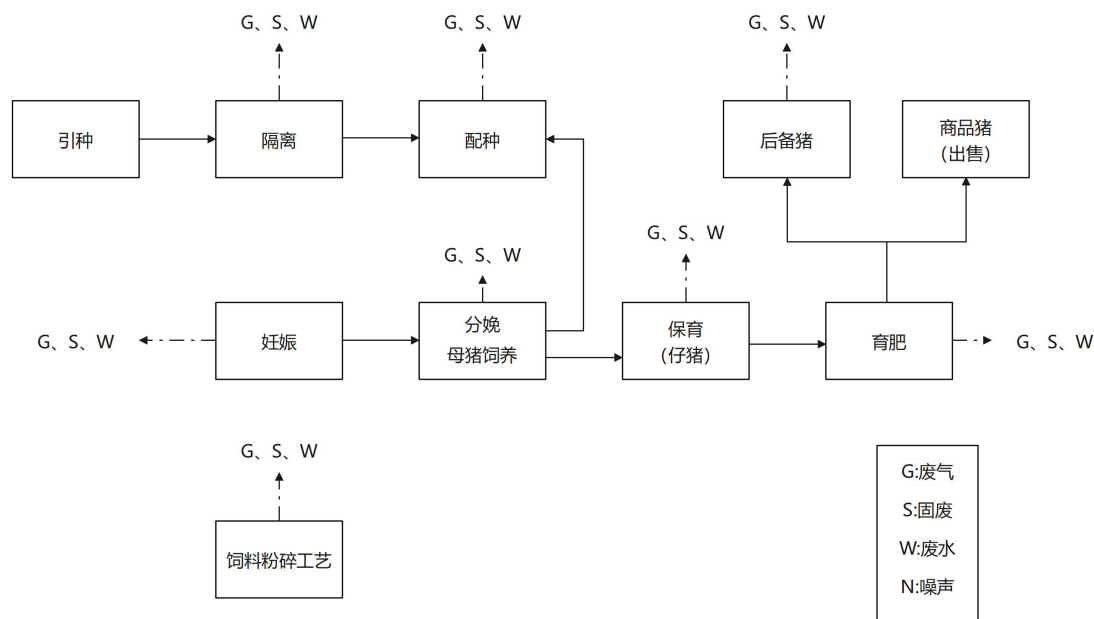 G、S、W
G、S、W
G、S、W
引种
隔离
配种
后备猪
商品猪
（出售）
G、S、W
G、S、W
G、S、W
妊娠
分娩
母猪饲养
保育
（仔猪）
育肥
G、S、W
G、S、W
饲料粉碎工艺
G:废气
S:固废
W:废水
N:噪声